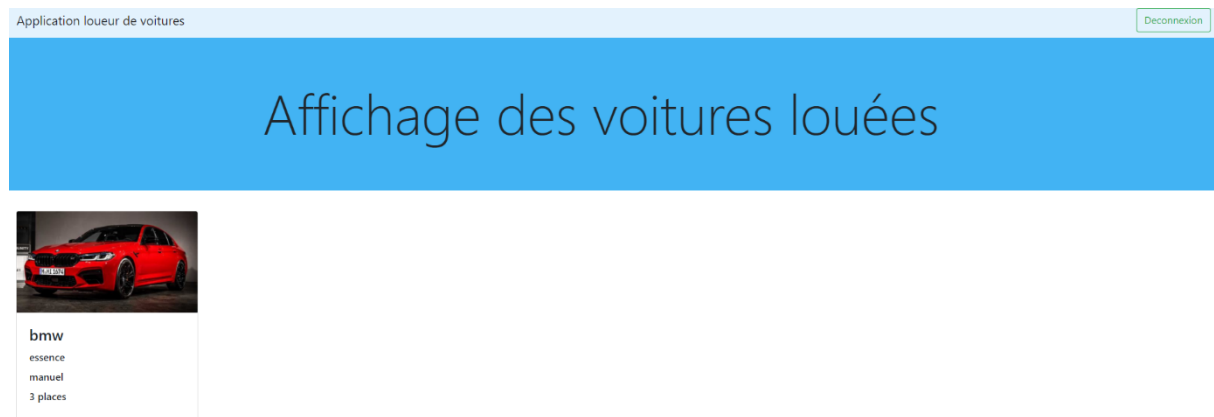 Application loueur de voitures
Deconnexion
Affichage des voitures louées
bmw
essence
manuel
3 places